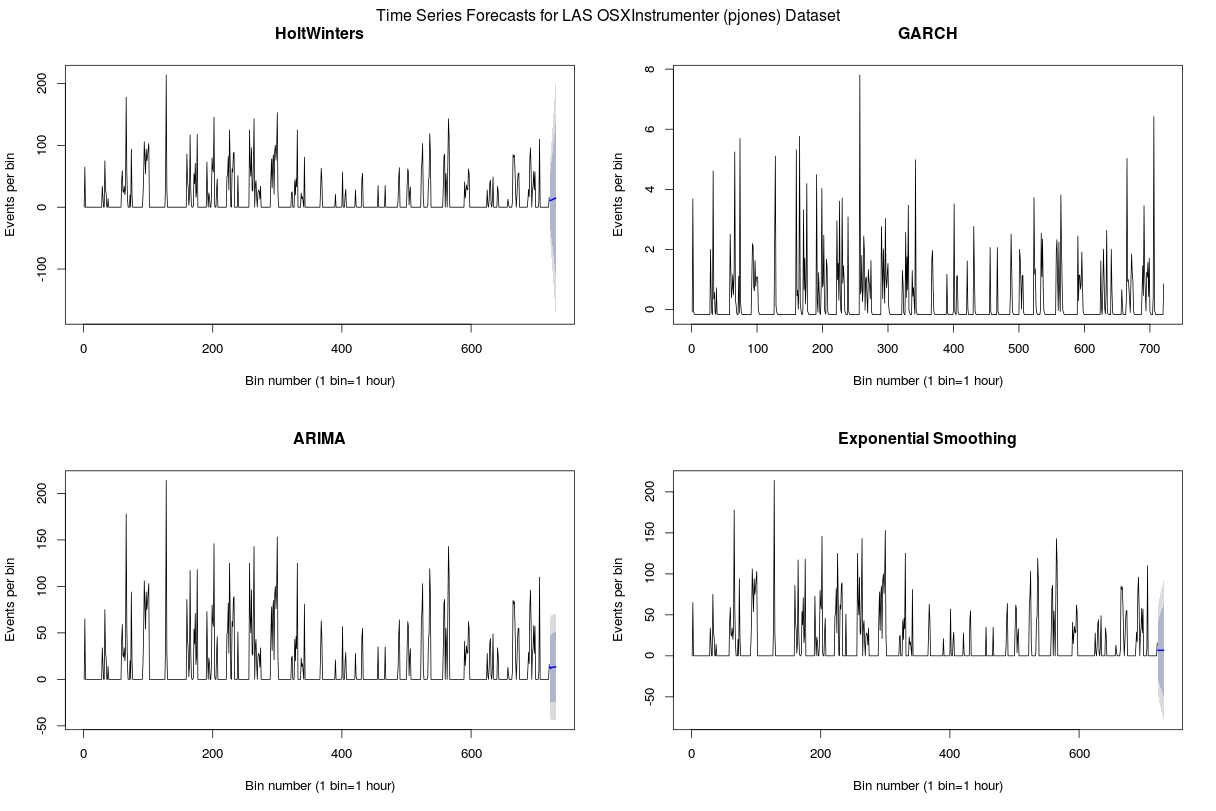 Time Series Forecasts for LAS OSXInstrumenter (pjones) Dataset
HoltWinters
Events per bin
200
100
0
-100
0 200 400 600
Bin number (1 bin=1 hour)
GARCH
Events per bin
8
6
4
2
0
0 100 200 300 400 500 600 700
Bin number (1 bin=1 hour)
ARIMA
Events per bin
200
150
100
50
0
-50
0 200 400 600
Bin number (1 bin=1 hour)
Exponential Smoothing
Events per bin
200
150
100
50
0
-50
0 200 400 600
Bin number (1 bin=1 hour)